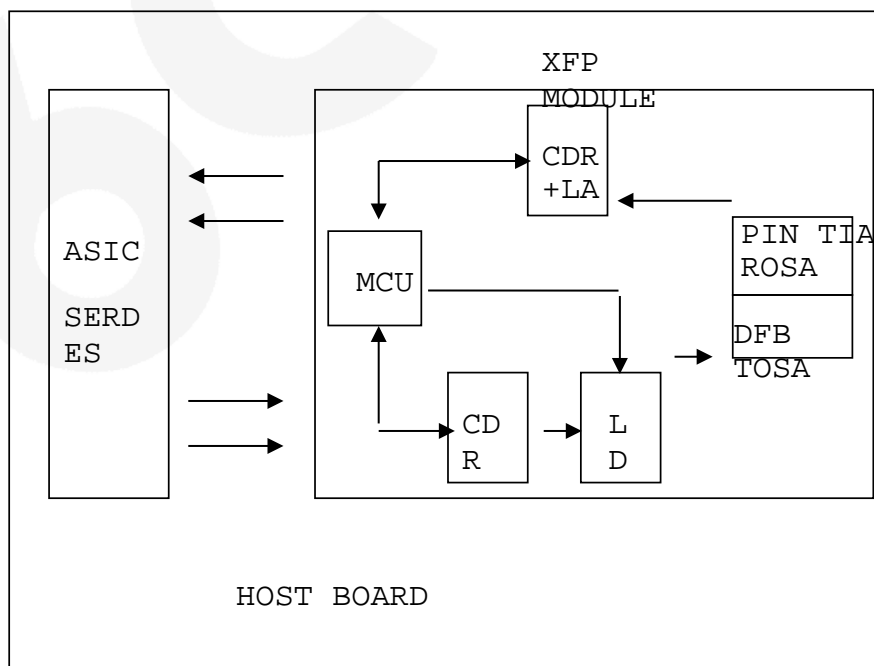 XFP
MODULE
CDR
+LA
PIN TIA
ROSA
ASIC
SERD
ES
MCU
DFB
TOSA
CD
R
L
D
HOST BOARD